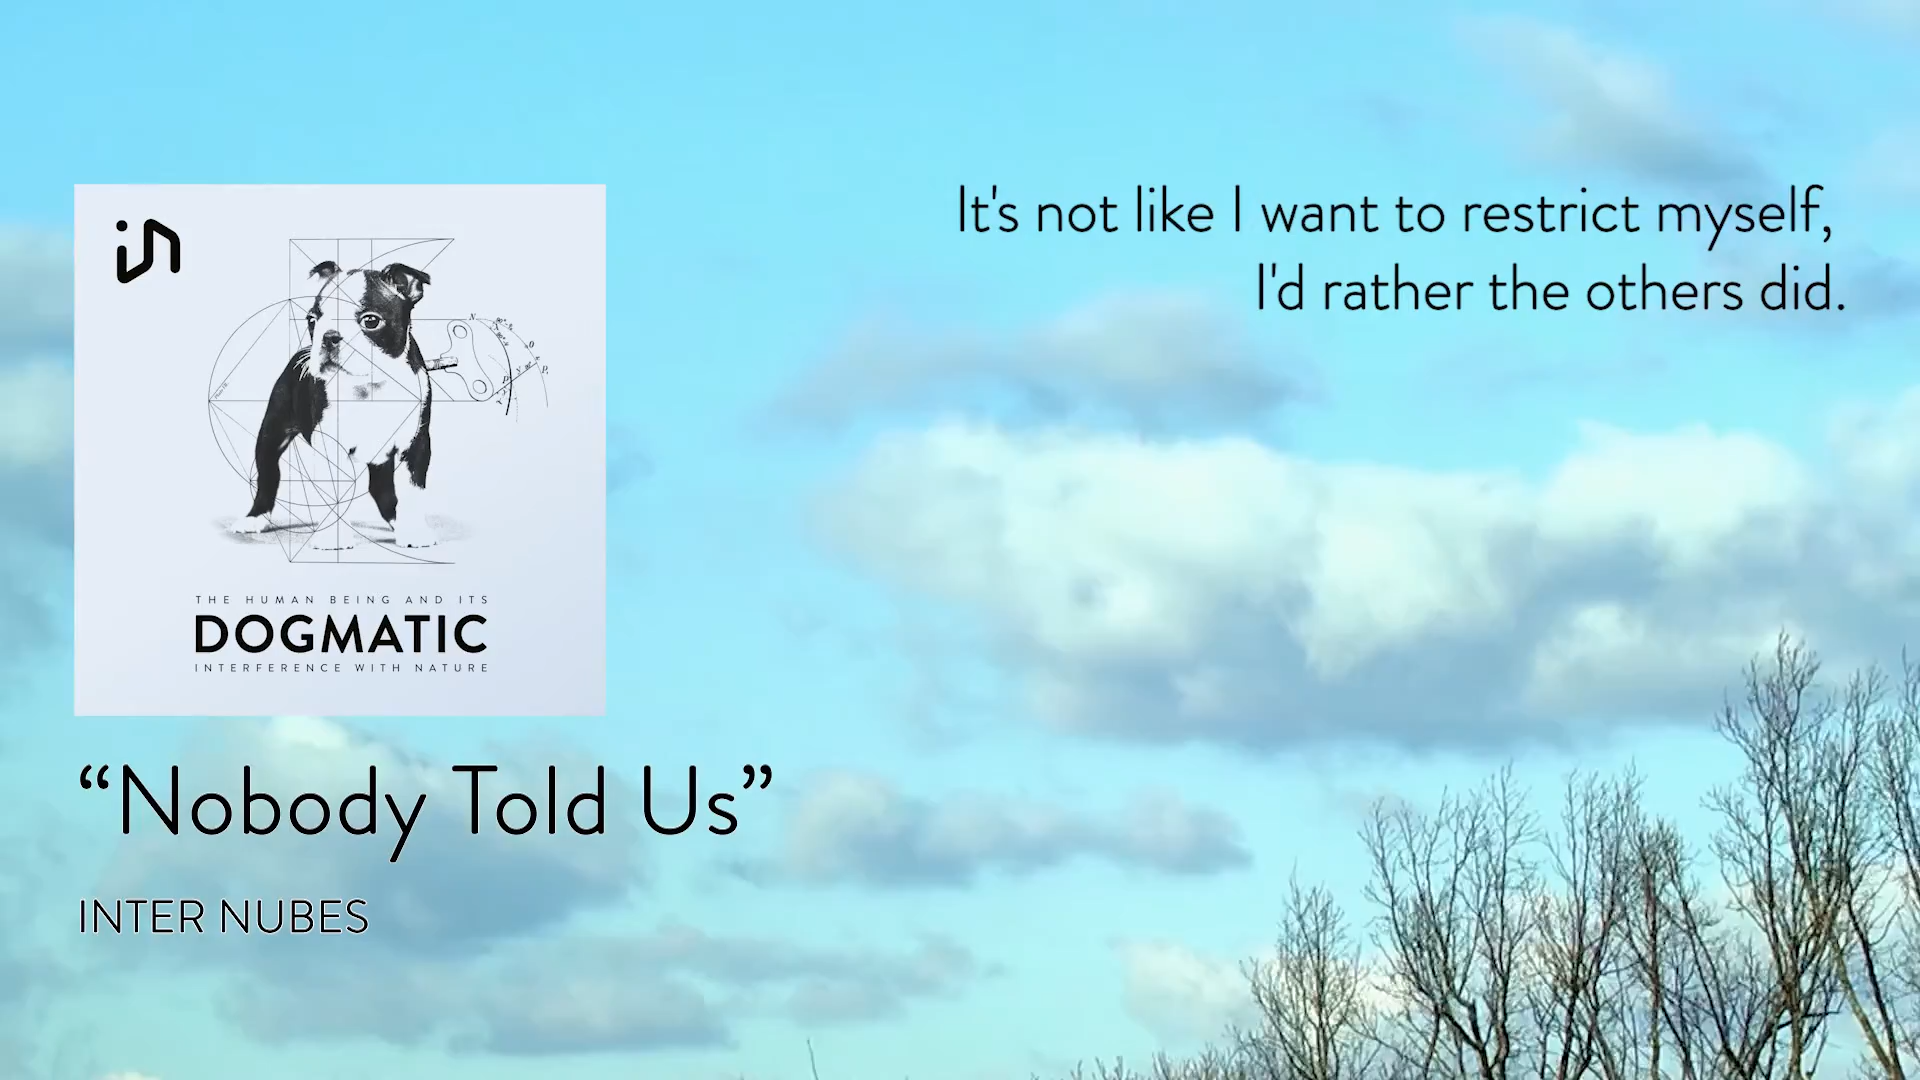 in
THE HUMAN BEING AND ITS
DOGMATIC
INTERFERENCE WITH NATURE
“Nobody Told Us”
INTER NUBES
It's not like I want to restrict myself,
I'd rather the others did.